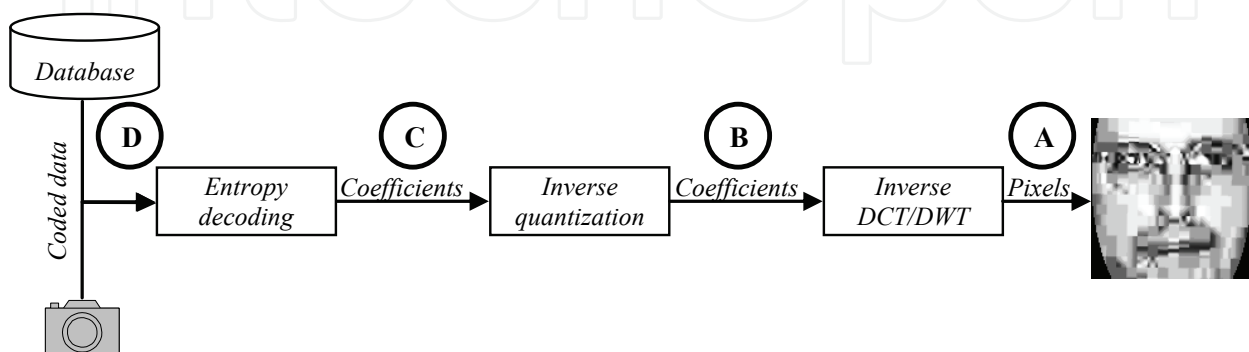 Database
Coded data
D
Entropy
decoding
C
Coefficients
Inverse
quantization
B
Coefficients
Inverse
DCT/DWT
A
Pixels